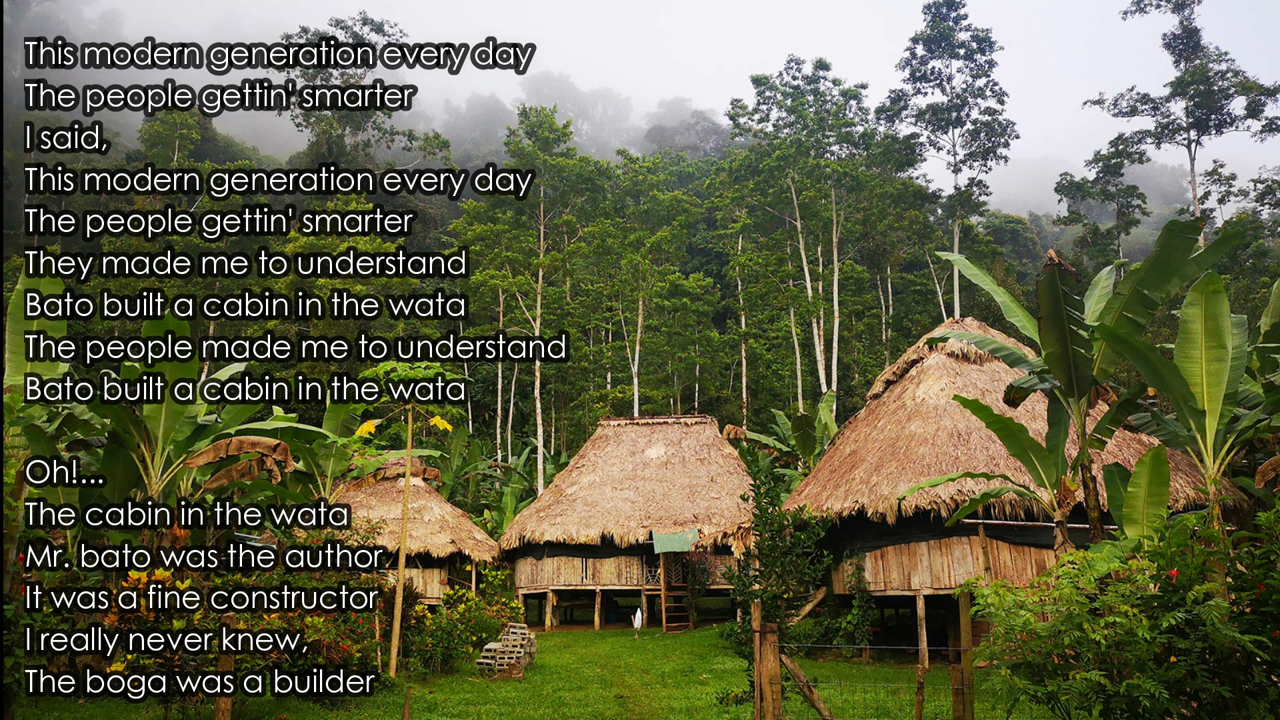 This modern generation every day
The people gettin' smarter
I said,
This modern generation every day
The people gettin' smarter
They made me to understand
Bato built a cabin in the wata
The people made me to understand
Bato built a cabin in the wata

Oh!...
The cabin in the wata
Mr. bato was the author
It was a fine constructor
I really never knew,
The boga was a builder